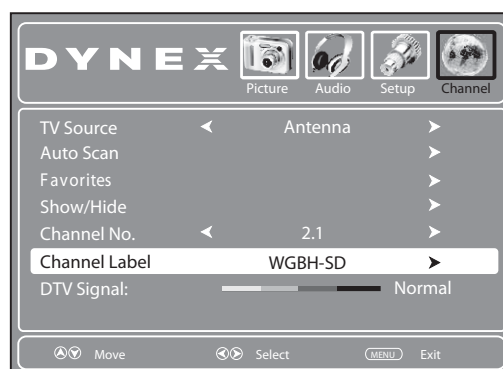 DYNEX
Picture Audio Setup Channel
TV Source Antenna
Auto Scan
Favorites
Show/Hide
Channel No. 2.1
Channel Label WGBH-SD
DTV Signal: Normal
Move Select MENU Exit